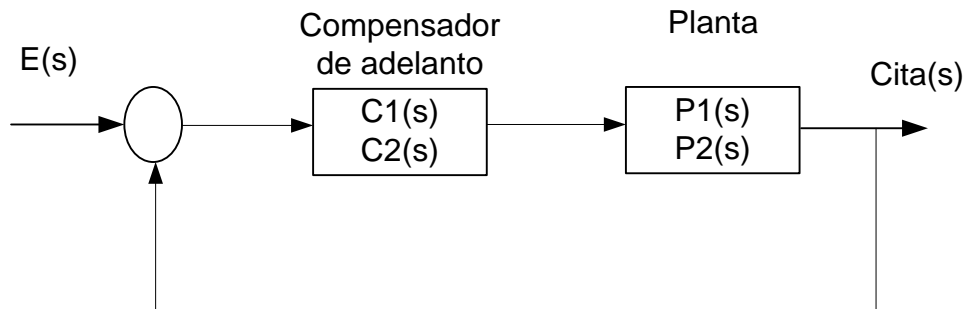 E(s)
Compensador
de adelanto
C1(s)
C2(s)
Planta
P1(s)
P2(s)
Cita(s)